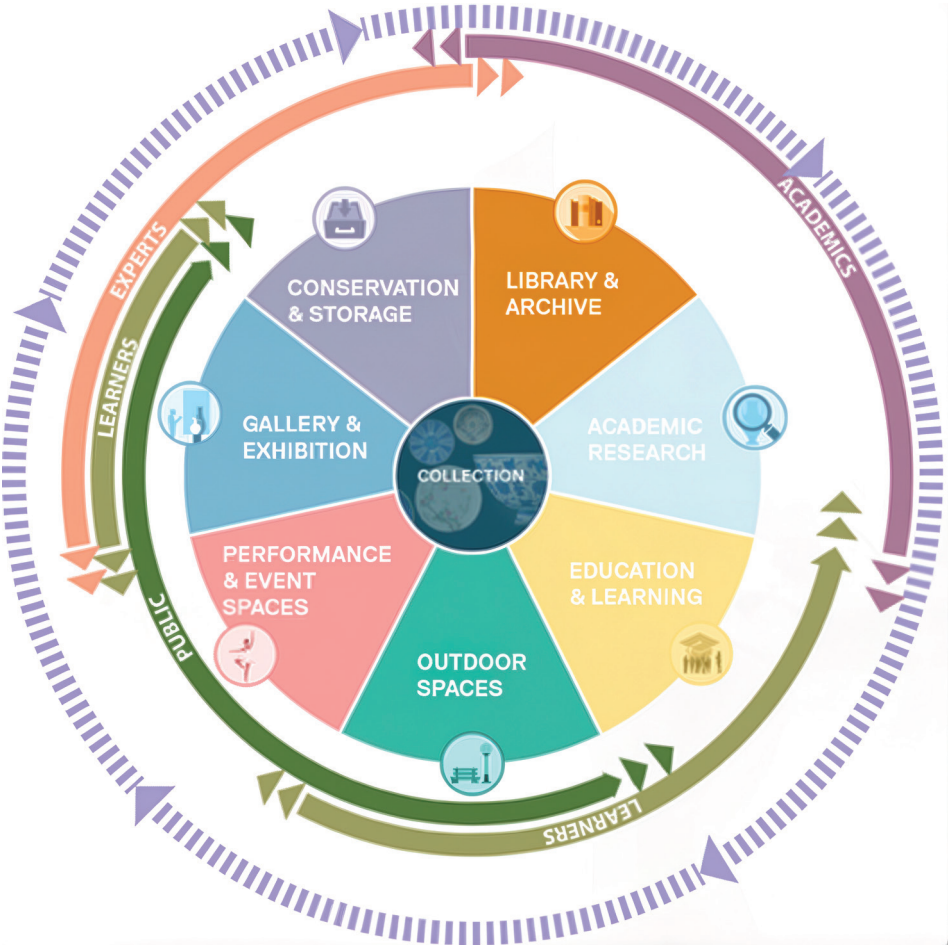 ACADEMICS
EXPERTS
LEARNERS
CONSERVATION
& STORAGE
LIBRARY &
ARCHIVE
GALLERY &
EXHIBITION
ACADEMIC
RESEARCH
COLLECTION
PERFORMANCE
& EVENT
SPACES
EDUCATION
& LEARNING
PUBLIC
OUTDOOR
SPACES
LEARNERS